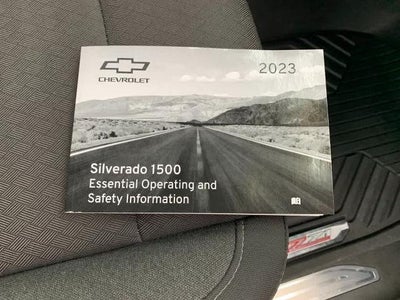 CHEVROLET
2023
Silverado 1500
Essential Operating and
Safety Information